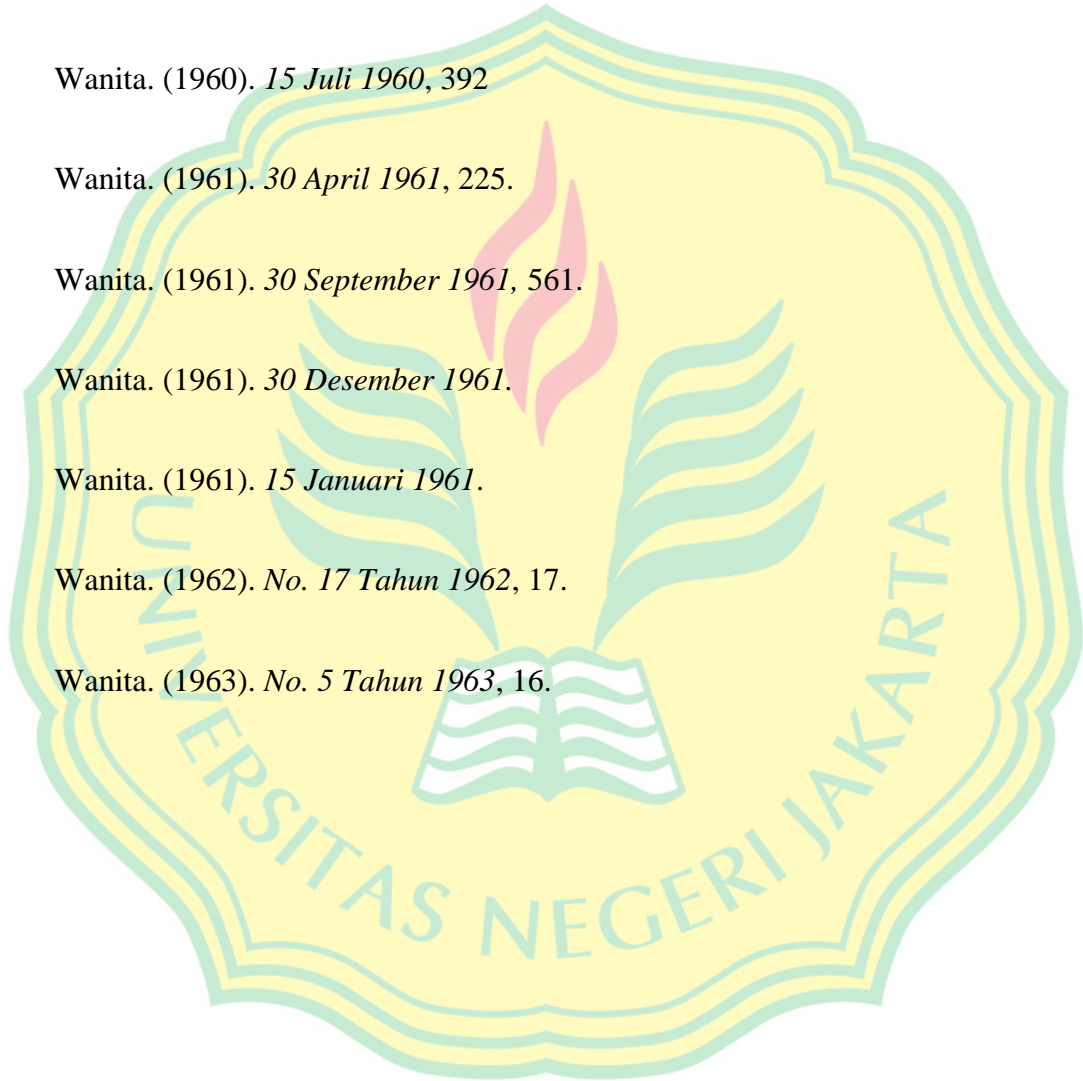 Wanita. (1960). 15 Juli 1960, 392
Wanita. (1961). 30 April 1961, 225.
Wanita. (1961). 30 September 1961, 561.
Wanita. (1961). 30 Desember 1961.
Wanita. (1961). 15 Januari 1961.
Wanita. (1962). No. 17 Tahun 1962, 17.
Wanita. (1963). No. 5 Tahun 1963, 16.
UNIVERSITAS NEGERI JAKARTA